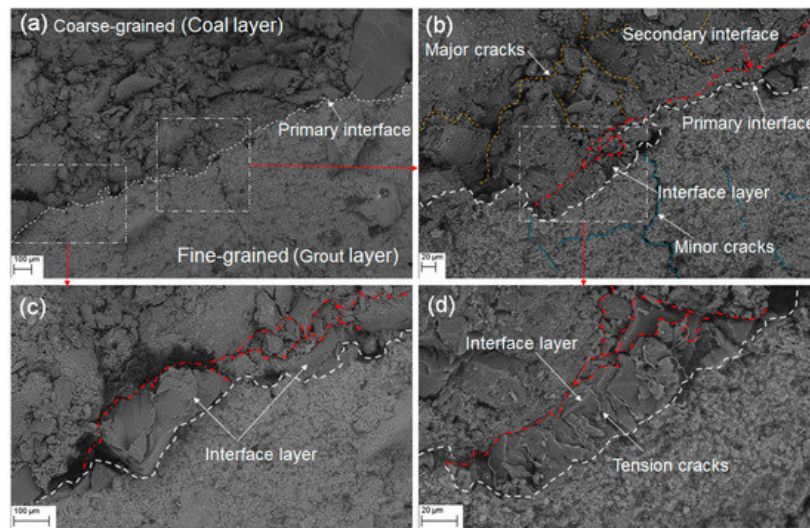 (a) Coarse-grained (Coal layer)
Primary interface
Fine-grained (Grout layer)
100 μm
(b)
Major cracks
Secondary interface
Primary interface
Interface layer
Minor cracks
20 μm
(c)
Interface layer
100 μm
(d)
Interface layer
Tension cracks
20 μm